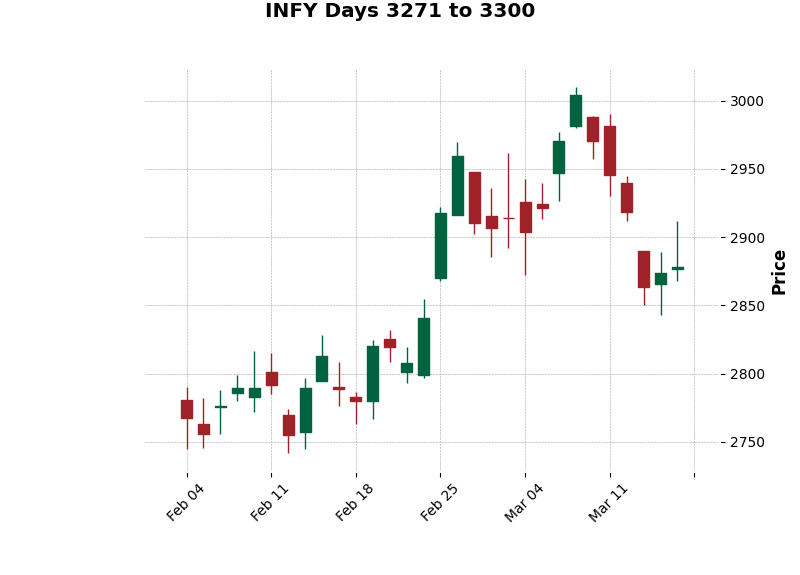 INFY Days 3271 to 3300
3000
2950
2900
2850
2800
2750
Price
Feb 04
Feb 11
Feb 18
Feb 25
Mar 04
Mar 11